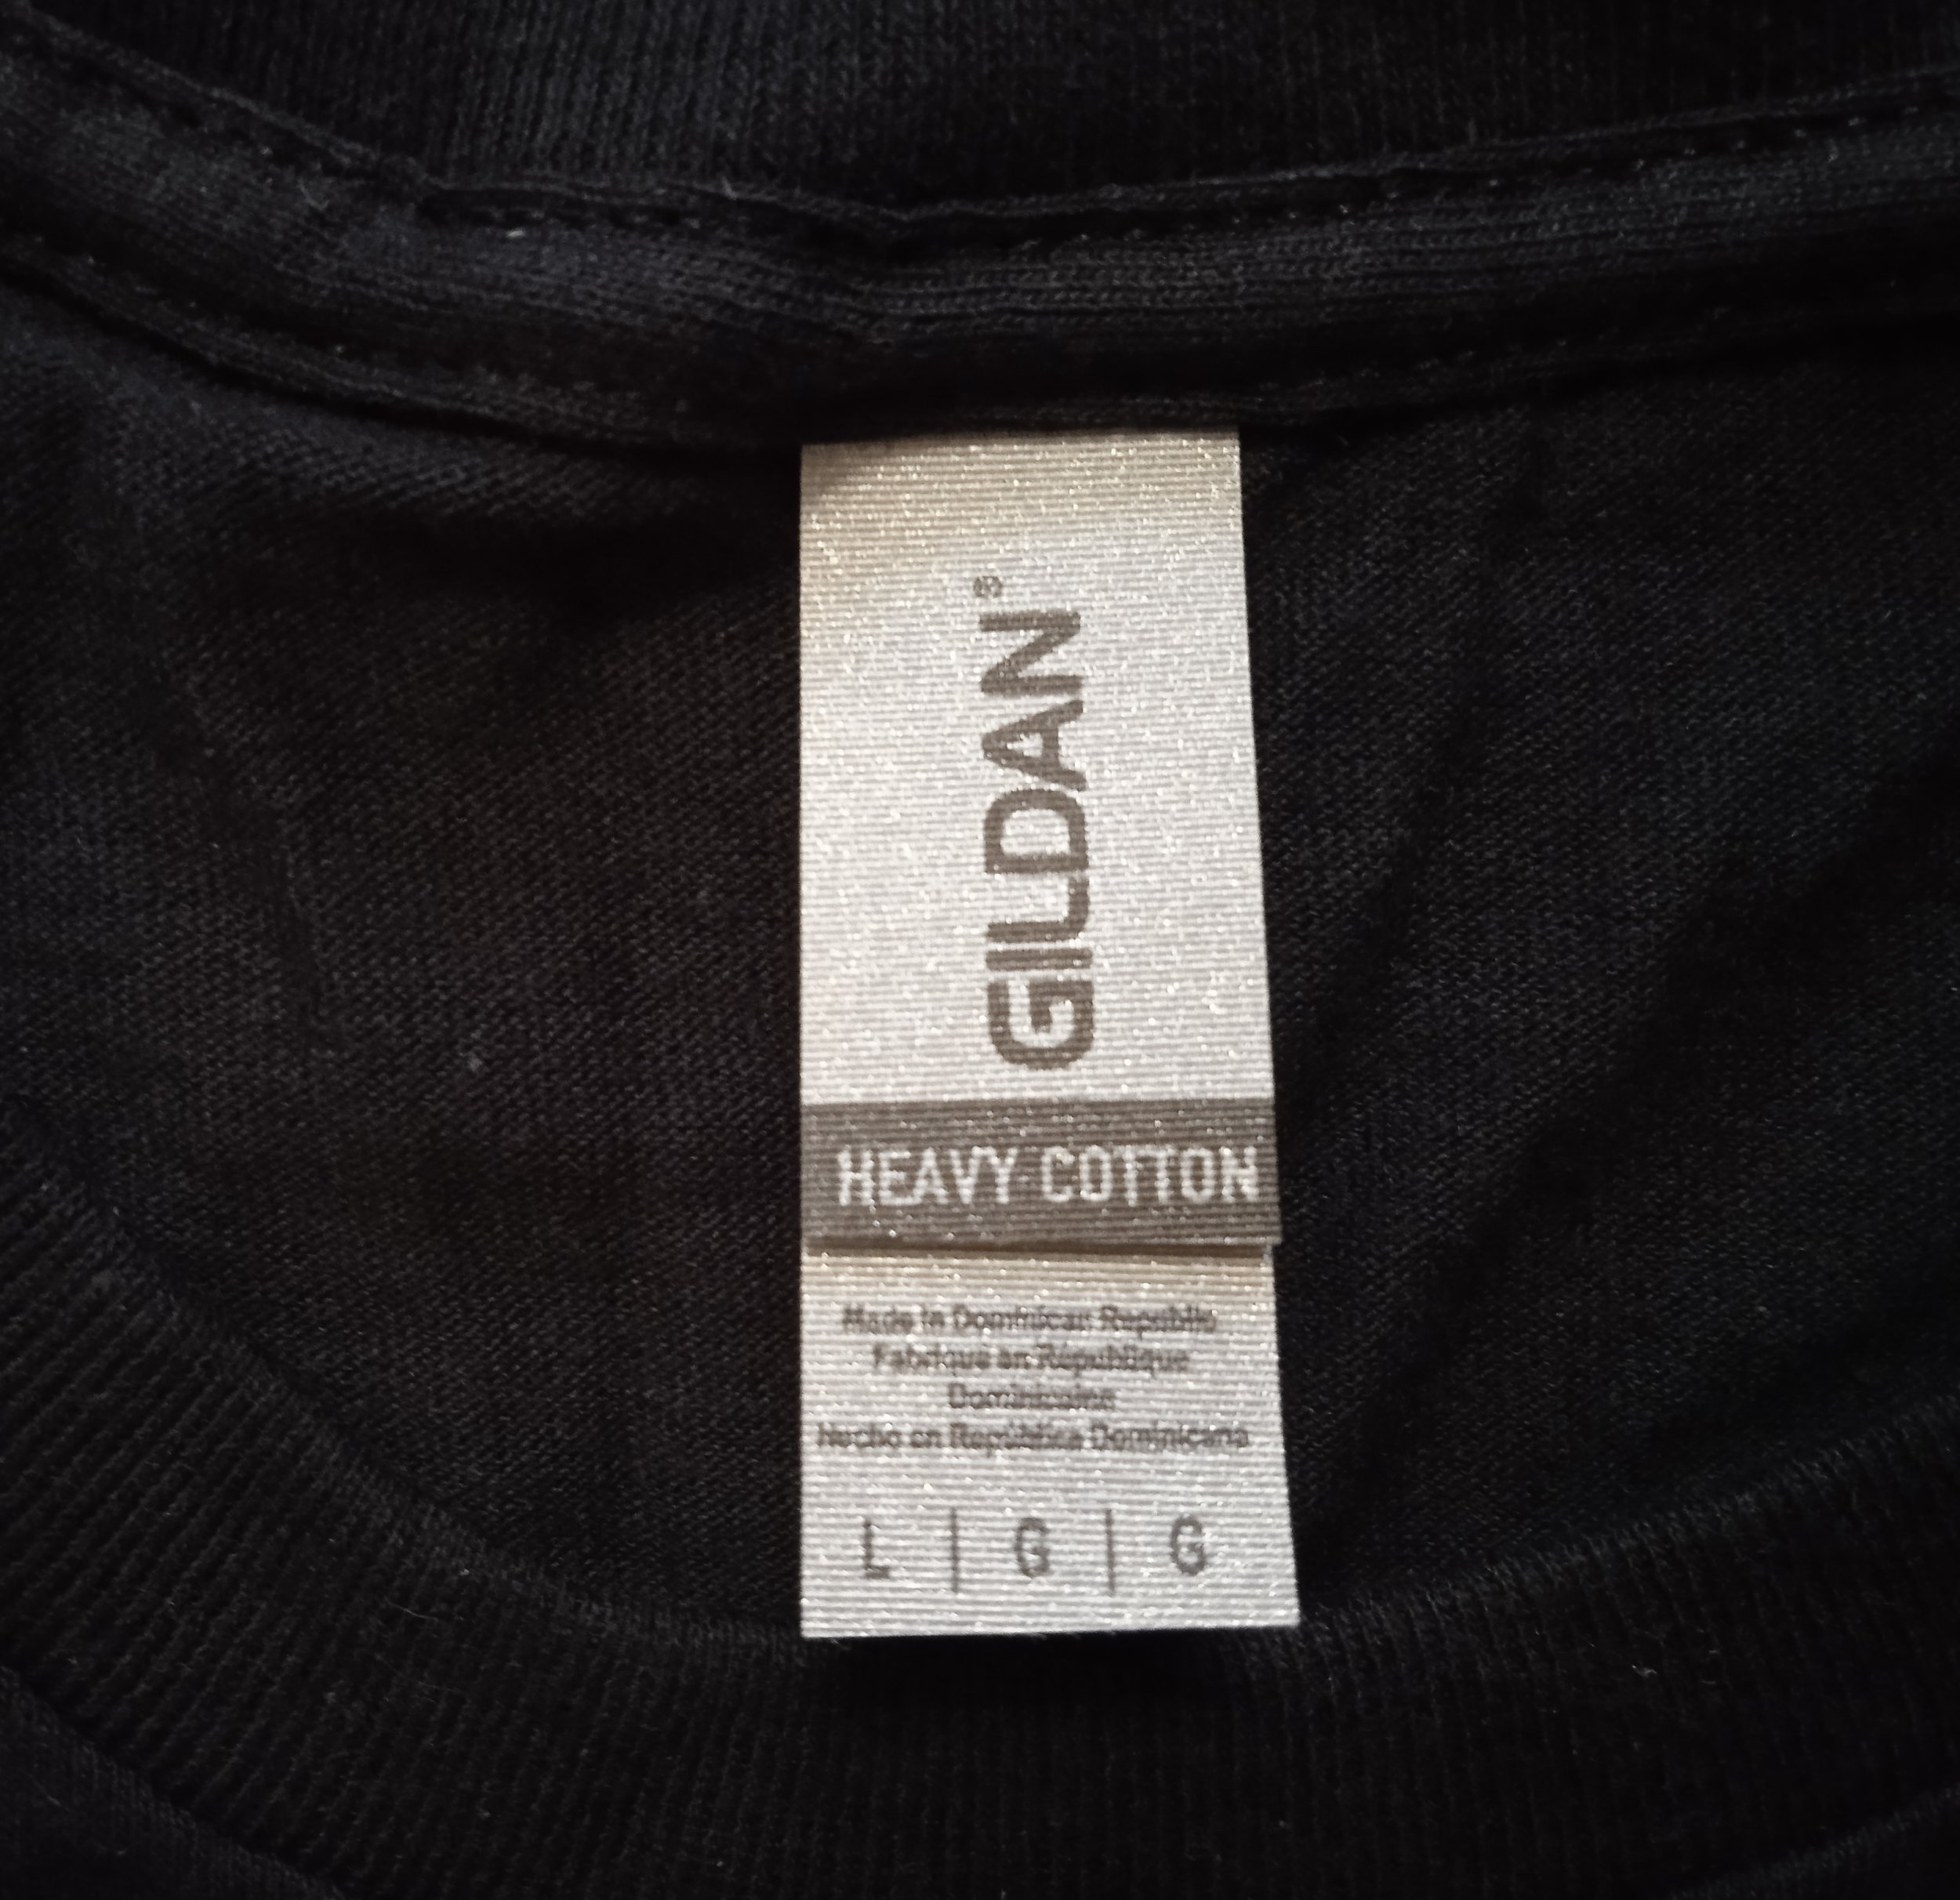 GILDAN®
HEAVY COTTON
Made in Dominican Republic
Fabriqué en République
Dominicaine
Hecho en República Dominicana
L | G | G